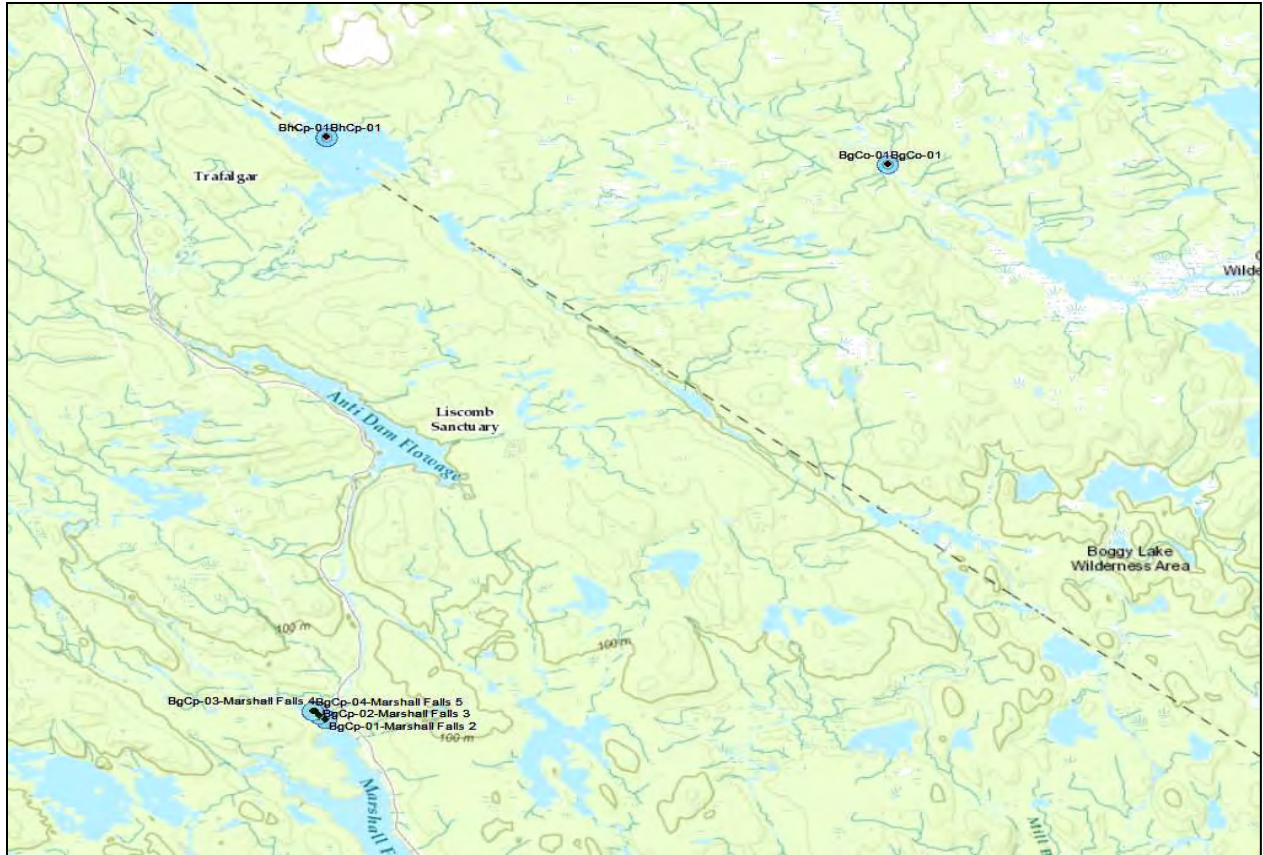 BhCp-01BhCp-01
BgCo-01BgCo-01
Trafalgar
Wilde
Anti Dam Flowage
Liscomb
Sanctuary
Boggy Lake
Wilderness Area
100 m
100 m
BgCp-03-Marshall Falls 4
BgCp-04-Marshall Falls 5
BgCp-02-Marshall Falls 3
BgCp-01-Marshall Falls 2
100 m
Marshall F
Mill